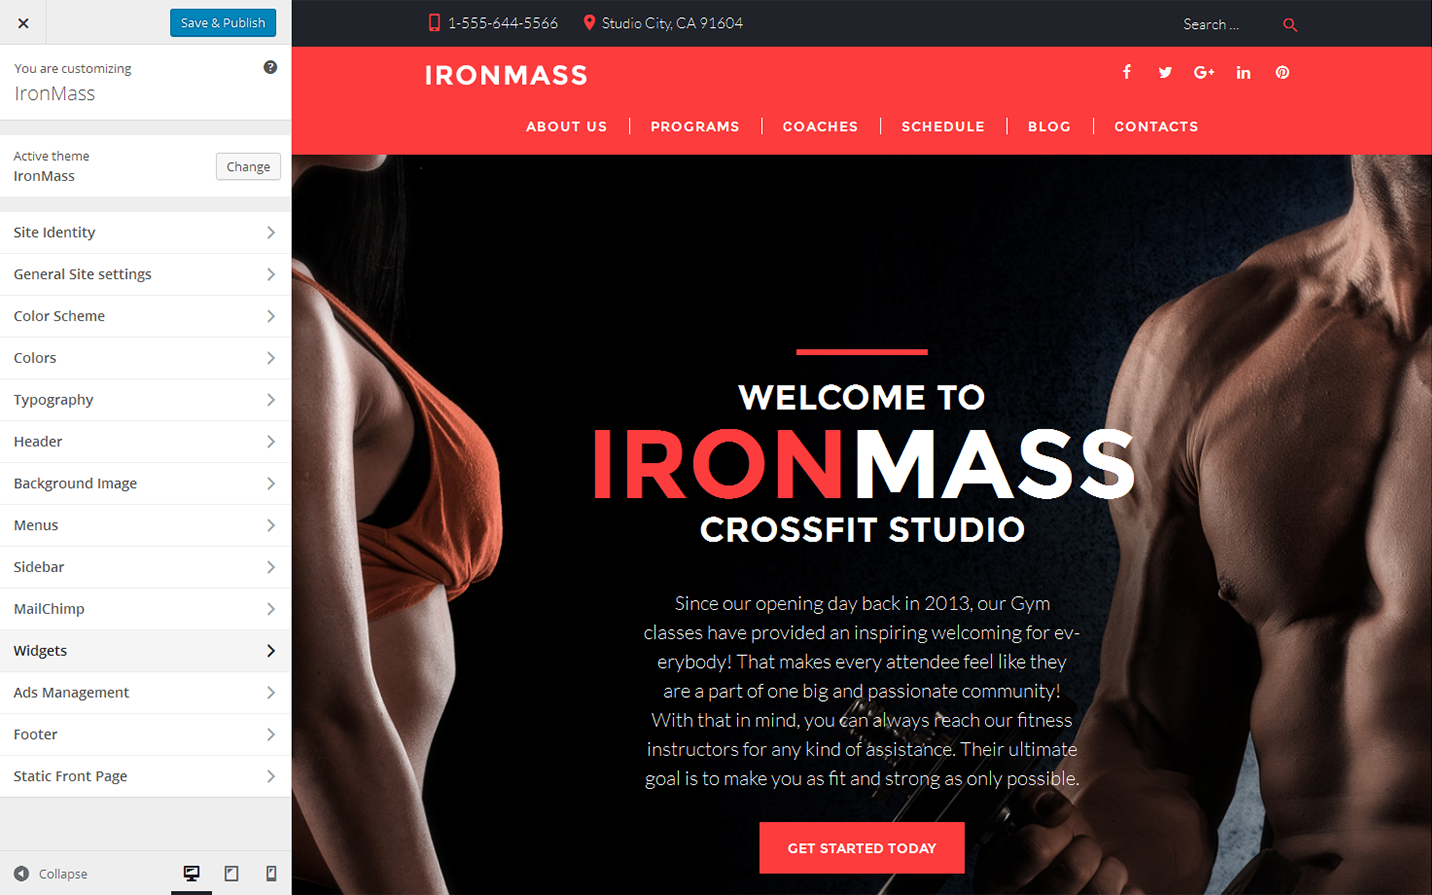 Save & Publish
You are customizing
IronMass
Active theme
IronMass
Change
Site Identity
General Site settings
Color Scheme
Colors
Typography
Header
Background Image
Menus
Sidebar
MailChimp
Widgets
Ads Management
Footer
Static Front Page
Collapse
1-555-644-5566
Studio City, CA 91604
Search ...
IRONMASS
ABOUT US
PROGRAMS
COACHES
SCHEDULE
BLOG
CONTACTS
WELCOME TO
IRONMASS
CROSSFIT STUDIO
Since our opening day back in 2013, our Gym
classes have provided an inspiring welcoming for ev-
erybody! That makes every attendee feel like they
are a part of one big and passionate community!
With that in mind, you can always reach our fitness
instructors for any kind of assistance. Their ultimate
goal is to make you as fit and strong as only possible.
GET STARTED TODAY